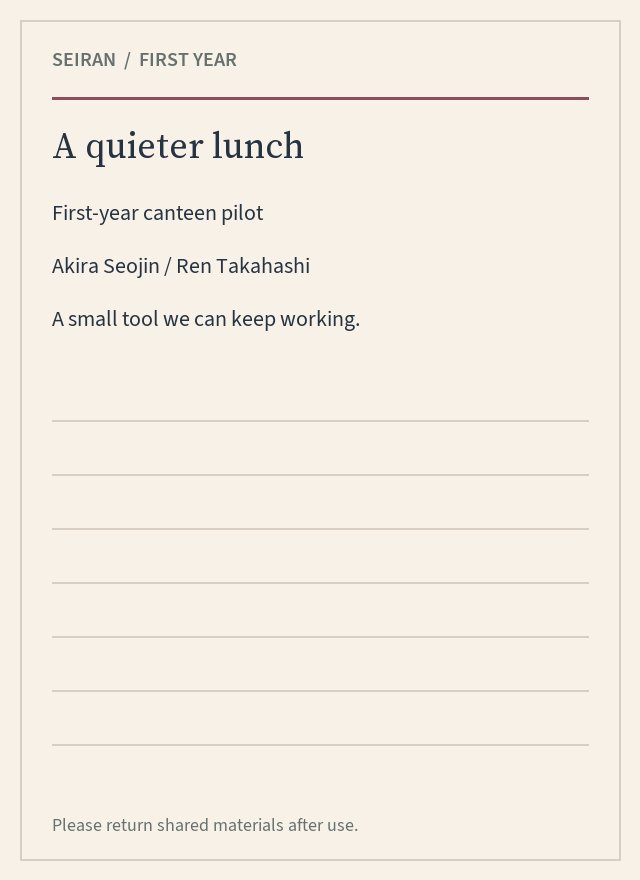 SEIRAN / FIRST YEAR
A quieter lunch
First-year canteen pilot
Akira Seojin / Ren Takahashi
A small tool we can keep working.
Please return shared materials after use.